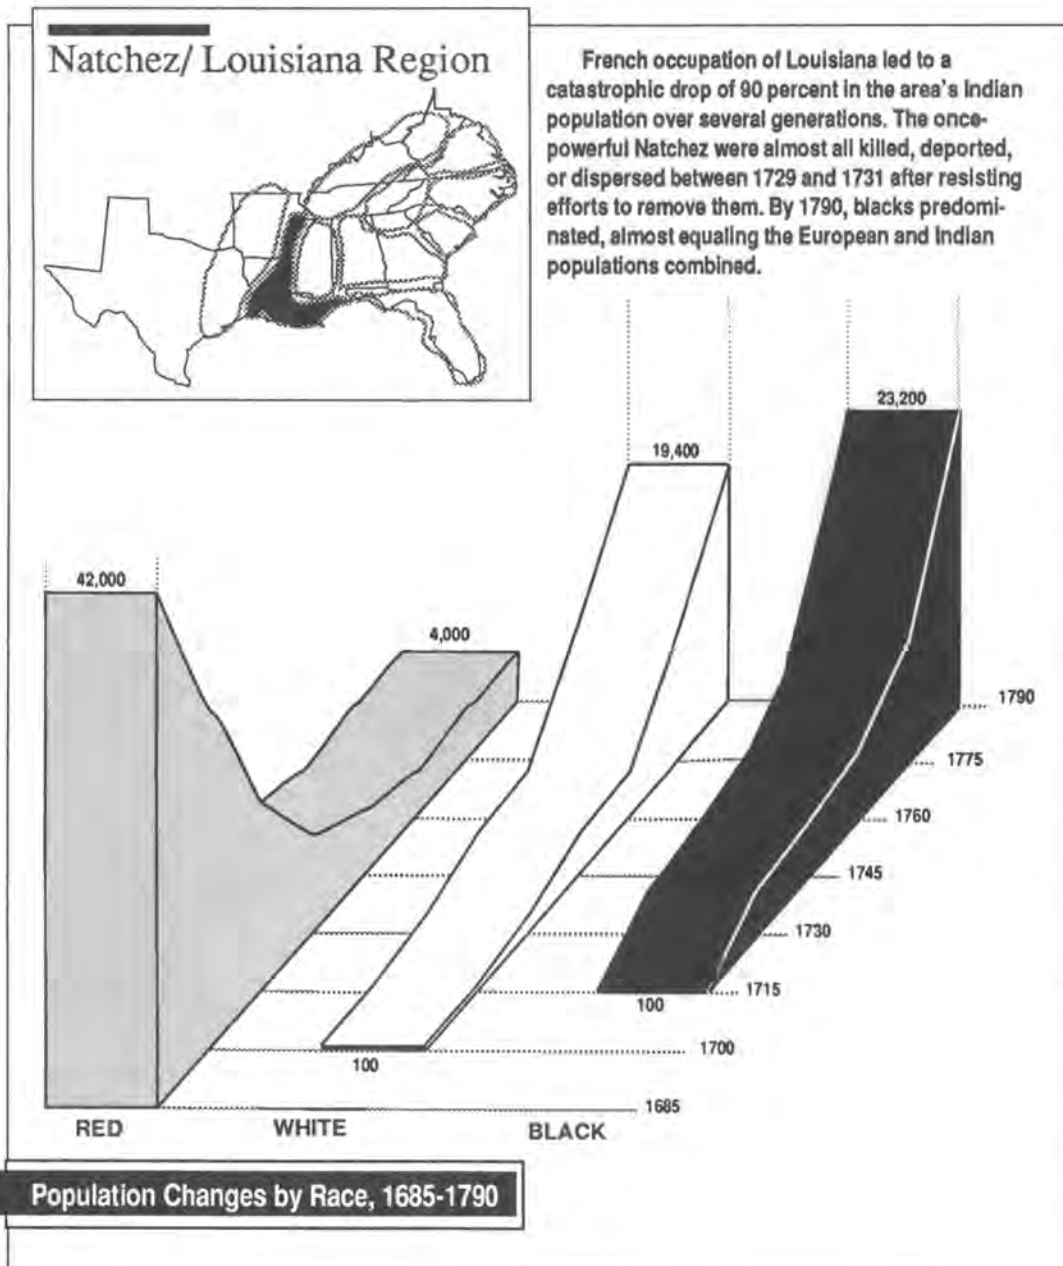 Natchez/ Louisiana Region
French occupation of Louisiana led to a
catastrophic drop of 90 percent in the area's Indian
population over several generations. The once-
powerful Natchez were almost all killed, deported,
or dispersed between 1729 and 1731 after resisting
efforts to remove them. By 1790, blacks predomi-
nated, almost equaling the European and Indian
populations combined.
23,200
19,400
42,000
4,000
1790
1775
1760
1745
1730
1715
100
1700
100
1685
RED WHITE BLACK
Population Changes by Race, 1685-1790